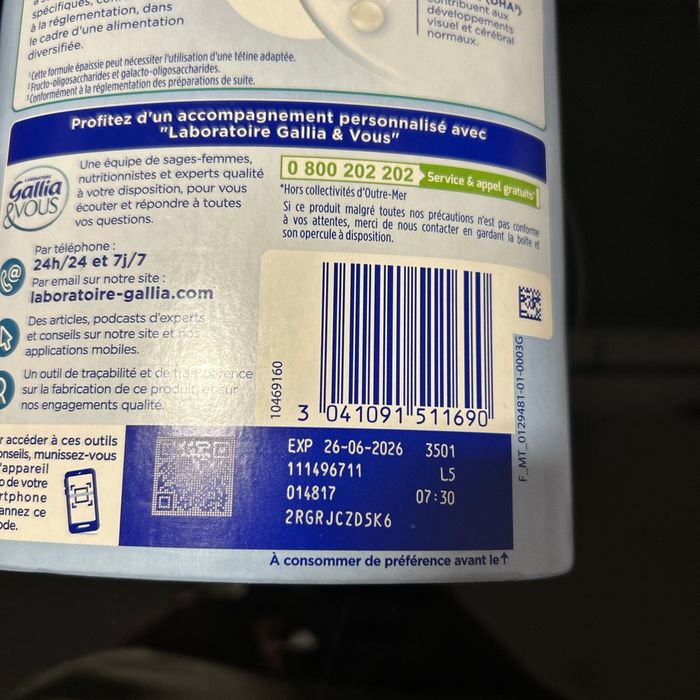 spécifiques, con
à la réglementation, dans
le cadre d'une alimentation
diversifiée.
(DHA³)
contribuent aux
développements
visuel et cérébral
normaux.
¹Cette formule épaissie peut nécessiter l'utilisation d'une tétine adaptée.
²Fructo-oligosaccharides et galacto-oligosaccharides.
³Conformément à la réglementation des préparations de suite.
Profitez d'un accompagnement personnalisé avec
"Laboratoire Gallia & Vous"
LABORATOIRE
Gallia
&VOUS
Une équipe de sages-femmes,
nutritionnistes et experts qualité
à votre disposition, pour vous
écouter et répondre à toutes
vos questions.
0 800 202 202 Service & appel gratuits*
*Hors collectivités d'Outre-Mer
Si ce produit malgré toutes nos précautions n'est pas conforme
à vos attentes, merci de nous contacter en gardant la boîte et
son opercule à disposition.
Par téléphone :
24h/24 et 7j/7
Par email sur notre site :
laboratoire-gallia.com
Des articles, podcasts d'experts
et conseils sur notre site et nos
applications mobiles.
Un outil de traçabilité et de transparence
sur la fabrication de ce produit, et sur
nos engagements qualité.
10469160
3 041091 511690
F_MT_0129481-01-0003G
r accéder à ces outils
onseils, munissez-vous
'appareil
o de votre
rtphone
annez ce
ode.
EXP 26-06-2026 3501
111496711 L5
014817 07:30
2RGRJCZD5K6
À consommer de préférence avant le↑